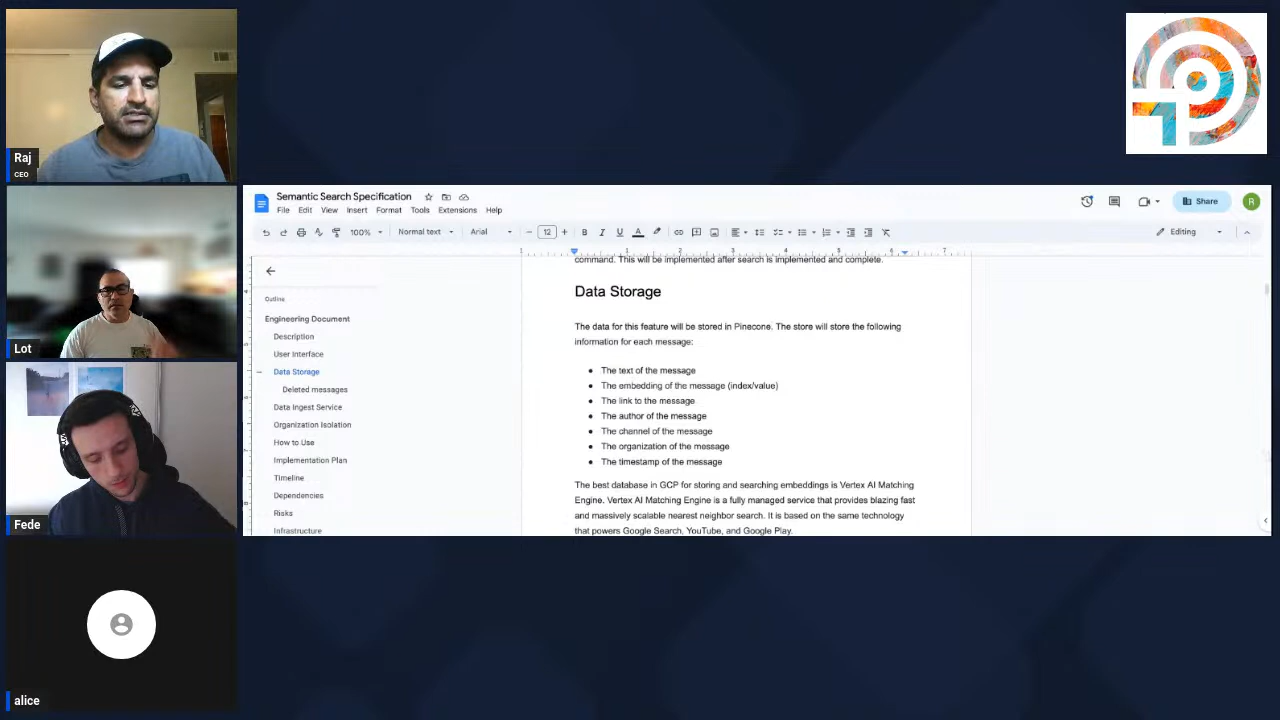 Raj
CEO
Lot
Fede
alice
Semantic Search Specification
File Edit View Insert Format Tools Extensions Help
Share
R
100% Normal text Arial 12 B I U A Editing
1 1 2 3 4 5 6 7
Outline
Engineering Document
Description
User Interface
Data Storage
Deleted messages
Data Ingest Service
Organization Isolation
How to Use
Implementation Plan
Timeline
Dependencies
Risks
Infrastructure
command. This will be implemented after search is implemented and complete.
Data Storage
The data for this feature will be stored in Pinecone. The store will store the following
information for each message:
● The text of the message
● The embedding of the message (index/value)
● The link to the message
● The author of the message
● The channel of the message
● The organization of the message
● The timestamp of the message
The best database in GCP for storing and searching embeddings is Vertex AI Matching
Engine. Vertex AI Matching Engine is a fully managed service that provides blazing fast
and massively scalable nearest neighbor search. It is based on the same technology
that powers Google Search, YouTube, and Google Play.